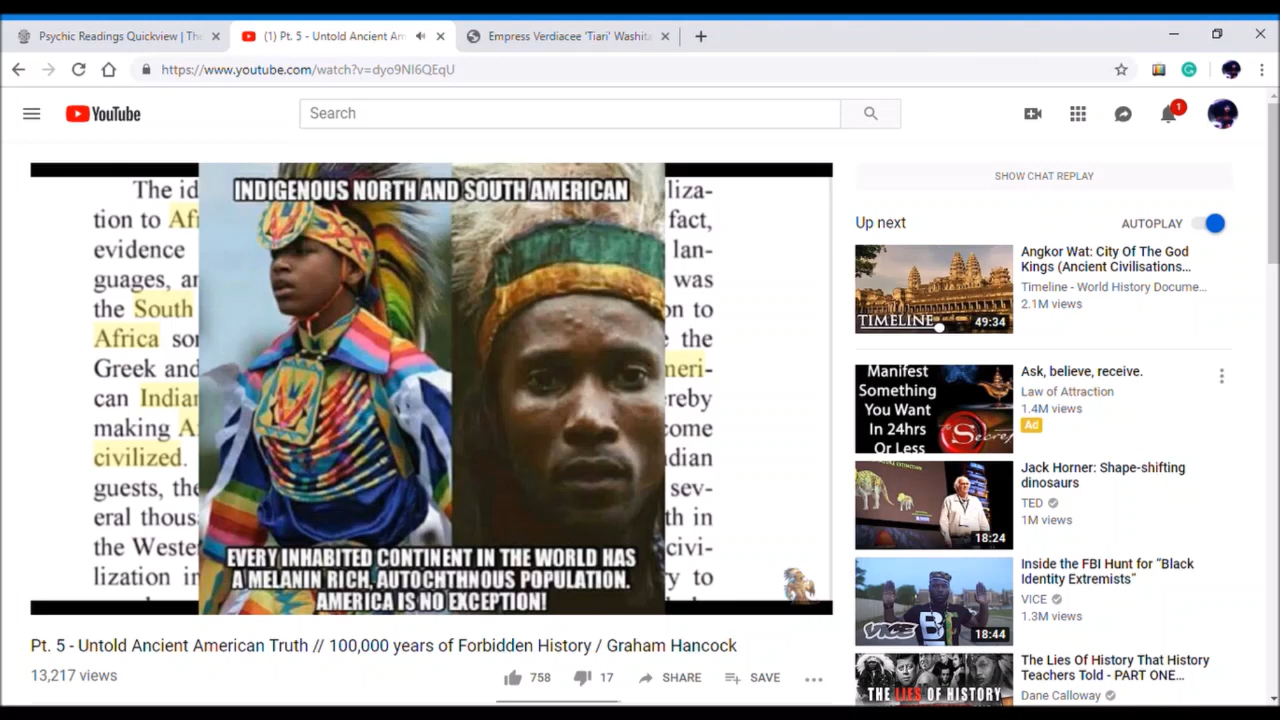 Psychic Readings Quickview | The
(1) Pt. 5 - Untold Ancient Am
Empress Verdiacee 'Tiari' Washita
https://www.youtube.com/watch?v=dyo9Nl6QEqU
YouTube
Search
1
The id
tion to Afr
evidence
guages, an
the South
Africa
Greek and
can Indian
making
civilized.
guests, the
eral thous
the Weste
lization in
INDIGENOUS NORTH AND SOUTH AMERICAN
EVERY INHABITED CONTINENT IN THE WORLD HAS
A MELANIN RICH, AUTOCHTHNOUS POPULATION.
AMERICA IS NO EXCEPTION!
liza-
fact,
lan-
was
on to
the
meri-
reby
come
dian
sev-
th in
civi-
to
Pt. 5 - Untold Ancient American Truth // 100,000 years of Forbidden History / Graham Hancock
13,217 views
758
17
SHARE
SAVE
SHOW CHAT REPLAY
Up next
AUTOPLAY
TIMELINE
49:34
Angkor Wat: City Of The God
Kings (Ancient Civilisations...
Timeline - World History Docume...
2.1M views
Manifest
Something
You Want
In 24hrs
Or Less
Secret
Ask, believe, receive.
Law of Attraction
1.4M views
Ad
18:24
Jack Horner: Shape-shifting
dinosaurs
TED
1M views
VICE
18:44
Inside the FBI Hunt for "Black
Identity Extremists"
VICE
1.3M views
THE LIES OF HISTORY
The Lies Of History That History
Teachers Told - PART ONE...
Dane Calloway